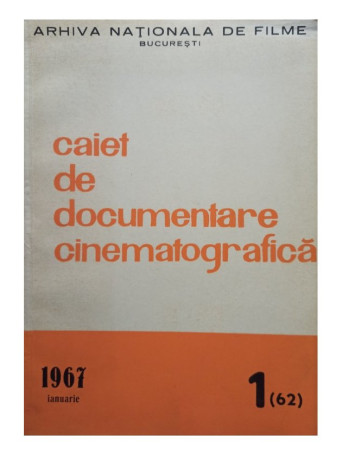 ARHIVA NAȚIONALA DE FILME
BUCUREȘTI
caiet
de
documentare
cinematografică
1967
ianuarie
1 (62)